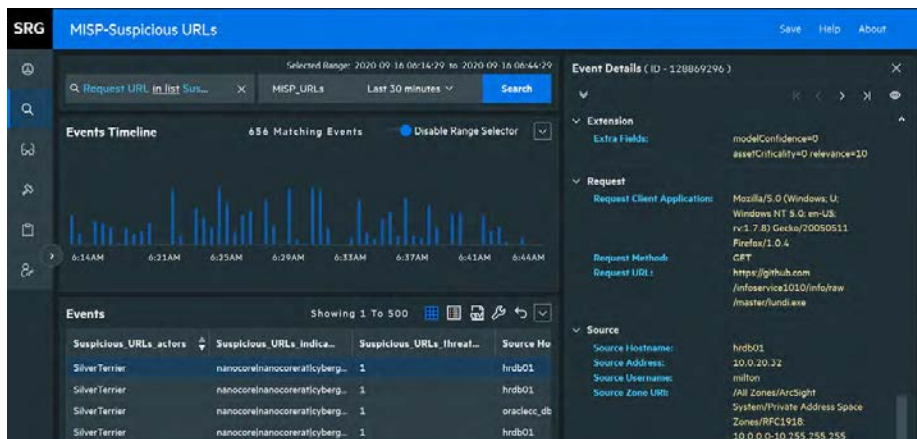 SRG
MISP-Suspicious URLs
Save Help About
Selected Range: 2020-09-16 06:14:29 to 2020-09-16 06:44:29
Request URL in list Sus...
MISP_URLs
Last 30 minutes
Search
Events Timeline
656 Matching Events
Disable Range Selector
6:14AM 6:21AM 6:25AM 6:29AM 6:33AM 6:37AM 6:41AM 6:44AM
Events
Showing 1 To 500
Suspicious_URLs_actors Suspicious_URLs_indica... Suspicious_URLs_threat... Source Ho
SilverTerrier nanocore|nanocorerat|cyberg... 1 hrdb01
SilverTerrier nanocore|nanocorerat|cyberg... 1 hrdb01
SilverTerrier nanocore|nanocorerat|cyberg... 1 oraclecc_db
SilverTerrier nanocore|nanocorerat|cyberg... 1 hrdb01
Event Details ( ID - 128869296 )
Extension
Extra Fields: modelConfidence=0
assetCriticality=0 relevance=10
Request
Request Client Application: Mozilla/5.0 (Windows; U;
Windows NT 5.0; en-US;
rv:1.7.8) Gecko/20050511
Firefox/1.0.4
Request Method: GET
Request URL: https://github.com
/infoservice1010/info/raw
/master/lundi.exe
Source
Source Hostname: hrdb01
Source Address: 10.0.20.32
Source Username: milton
Source Zone URI: /All Zones/ArcSight
System/Private Address Space
Zones/RFC1918:
10.0.0.0-10.255.255.255